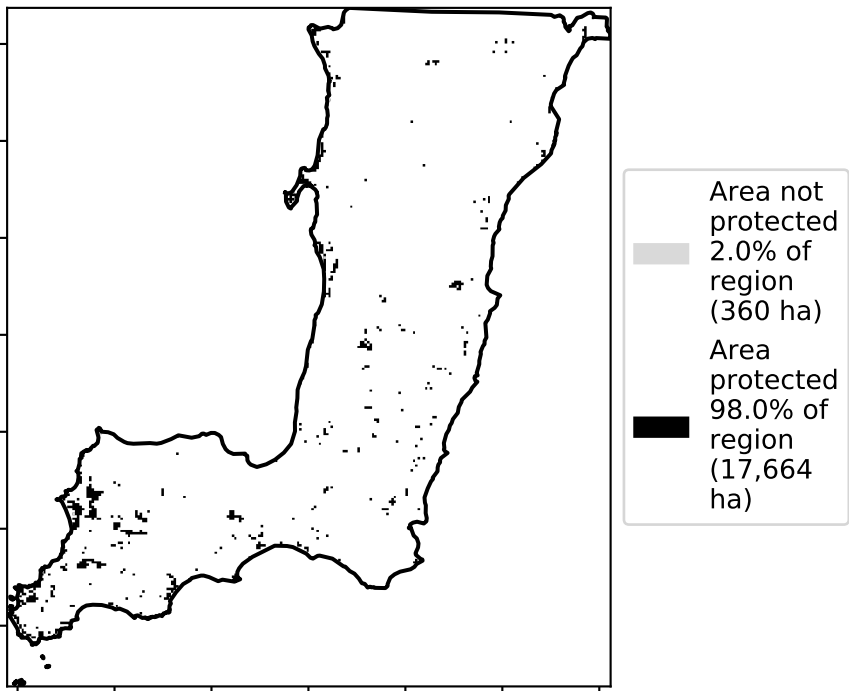 Area not
protected
2.0% of
region
(360 ha)
Area
protected
98.0% of
region
(17,664
ha)